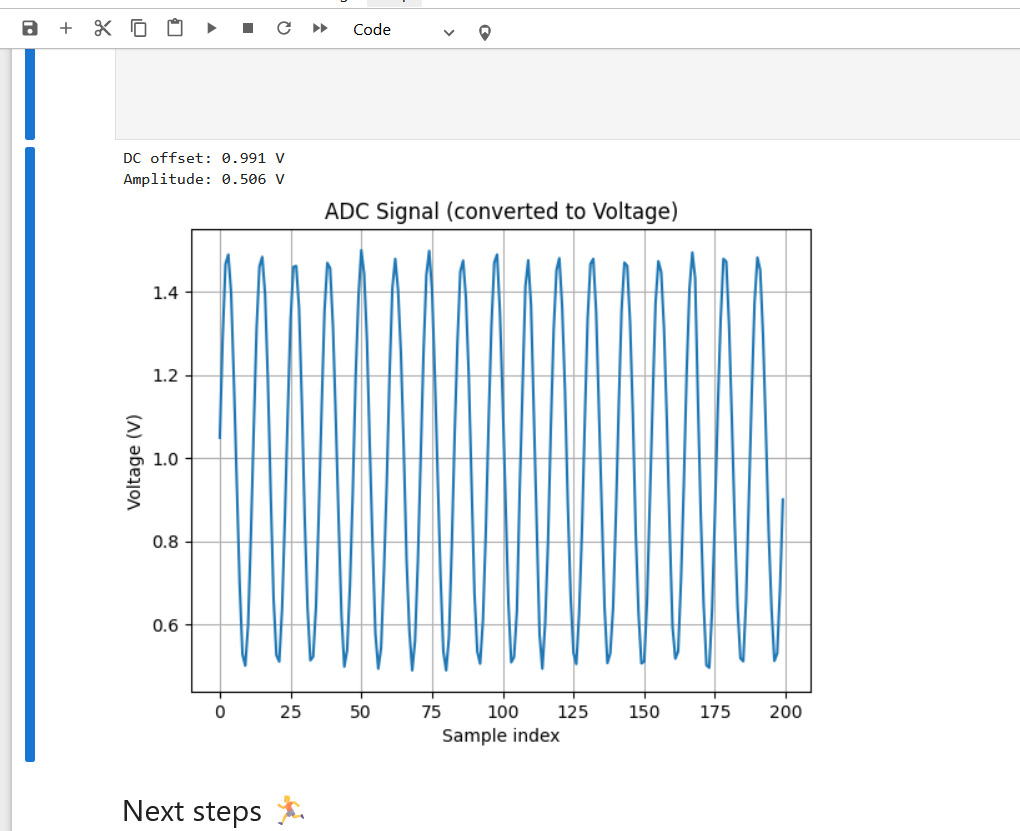 Code
DC offset: 0.991 V
Amplitude: 0.506 V
ADC Signal (converted to Voltage)
1.4
1.2
1.0
0.8
0.6
Voltage (V)
0 25 50 75 100 125 150 175 200
Sample index
Next steps 🏃